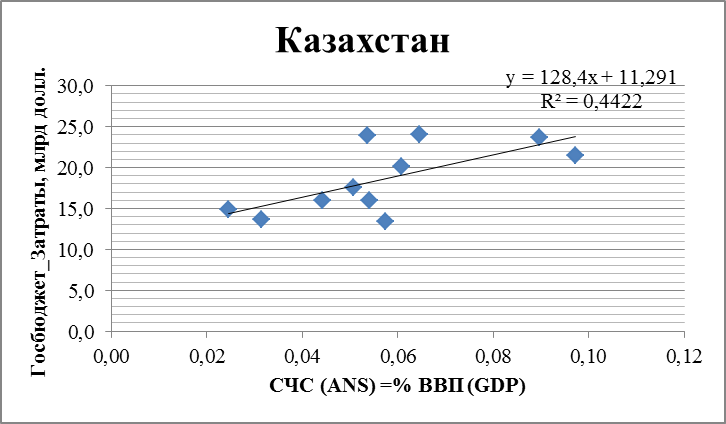 Казахстан
y = 128,4x + 11,291
R² = 0,4422
Госбюджет_Затраты, млрд долл.
30,0
25,0
20,0
15,0
10,0
5,0
0,0
0,00 0,02 0,04 0,06 0,08 0,10 0,12
СЧС (ANS) =% ВВП (GDP)